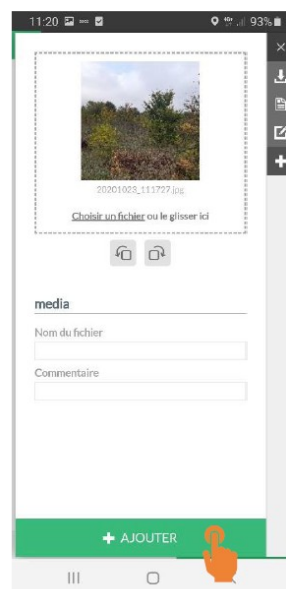 11:20 93%
20201023_111727.jpg
Choisir un fichier ou le glisser ici
media
Nom du fichier
Commentaire
+ AJOUTER